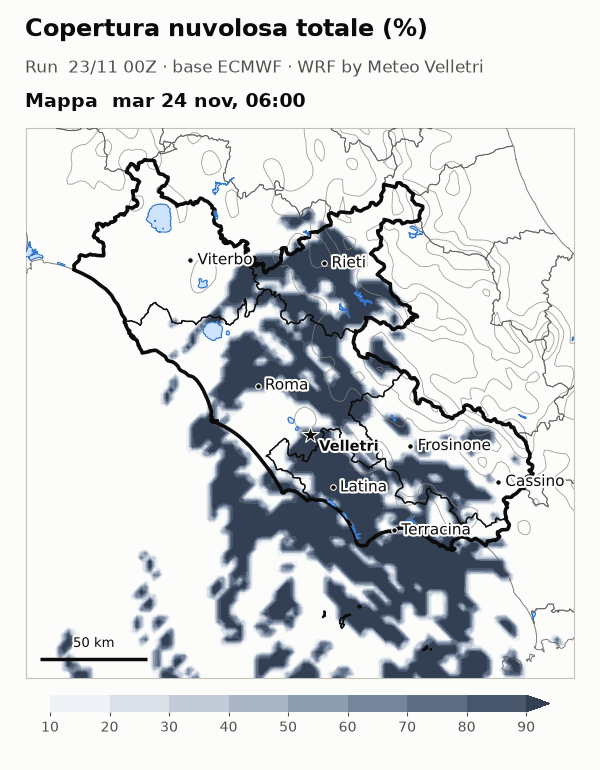 Copertura nuvolosa totale (%)
Run  23/11 00Z · base ECMWF · WRF by Meteo Velletri
Mappa  mar 24 nov, 06:00
Viterbo
Rieti
Roma
Velletri
Frosinone
Cassino
Latina
Terracina
50 km
10 20 30 40 50 60 70 80 90